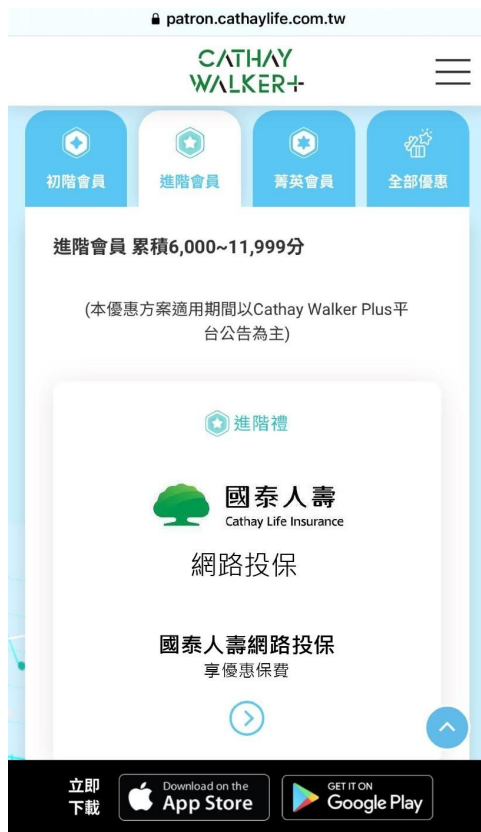 patron.cathaylife.com.tw
CATHAY
WALKER+
初階會員
進階會員
菁英會員
全部優惠
進階會員 累積6,000~11,999分
(本優惠方案適用期間以Cathay Walker Plus平
台公告為主)
進階禮
國泰人壽
Cathay Life Insurance
網路投保
國泰人壽網路投保
享優惠保費
立即
下載
Download on the
App Store
GET IT ON
Google Play